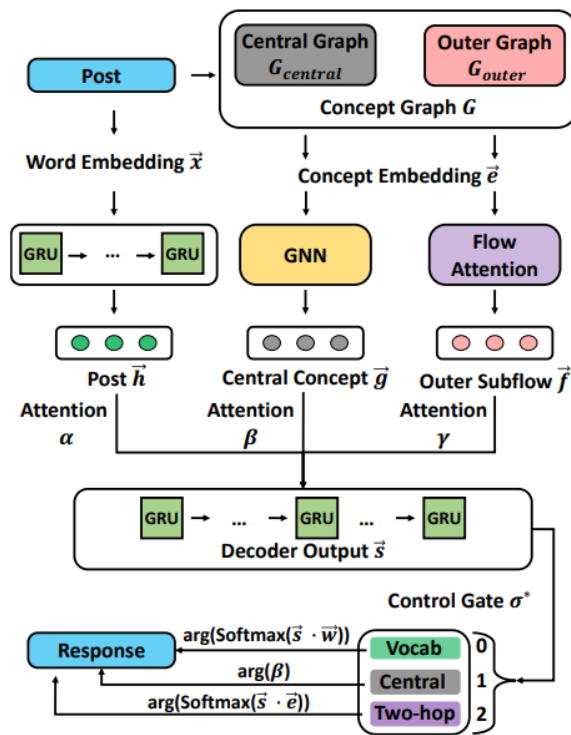 Post
Central Graph
G_central
Outer Graph
G_outer
Concept Graph G
Word Embedding x⃗
Concept Embedding e⃗
GRU ... GRU
GNN
Flow
Attention
Post h⃗
Central Concept g⃗
Outer Subflow f⃗
Attention
α
Attention
β
Attention
γ
GRU ... GRU ... GRU
Decoder Output s⃗
Control Gate σ*
arg(Softmax(s⃗ · w⃗))
Response
Vocab 0
arg(β)
Central 1
arg(Softmax(s⃗ · e⃗))
Two-hop 2